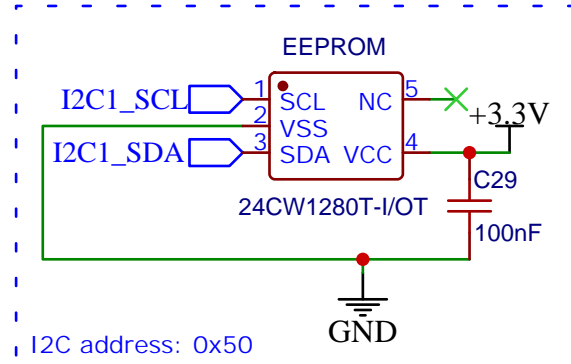 EEPROM
I2C1_SCL
1
SCL
NC
5
+3.3V
2
VSS
I2C1_SDA
3
SDA
VCC
4
C29
24CW1280T-I/OT
100nF
GND
I2C address: 0x50